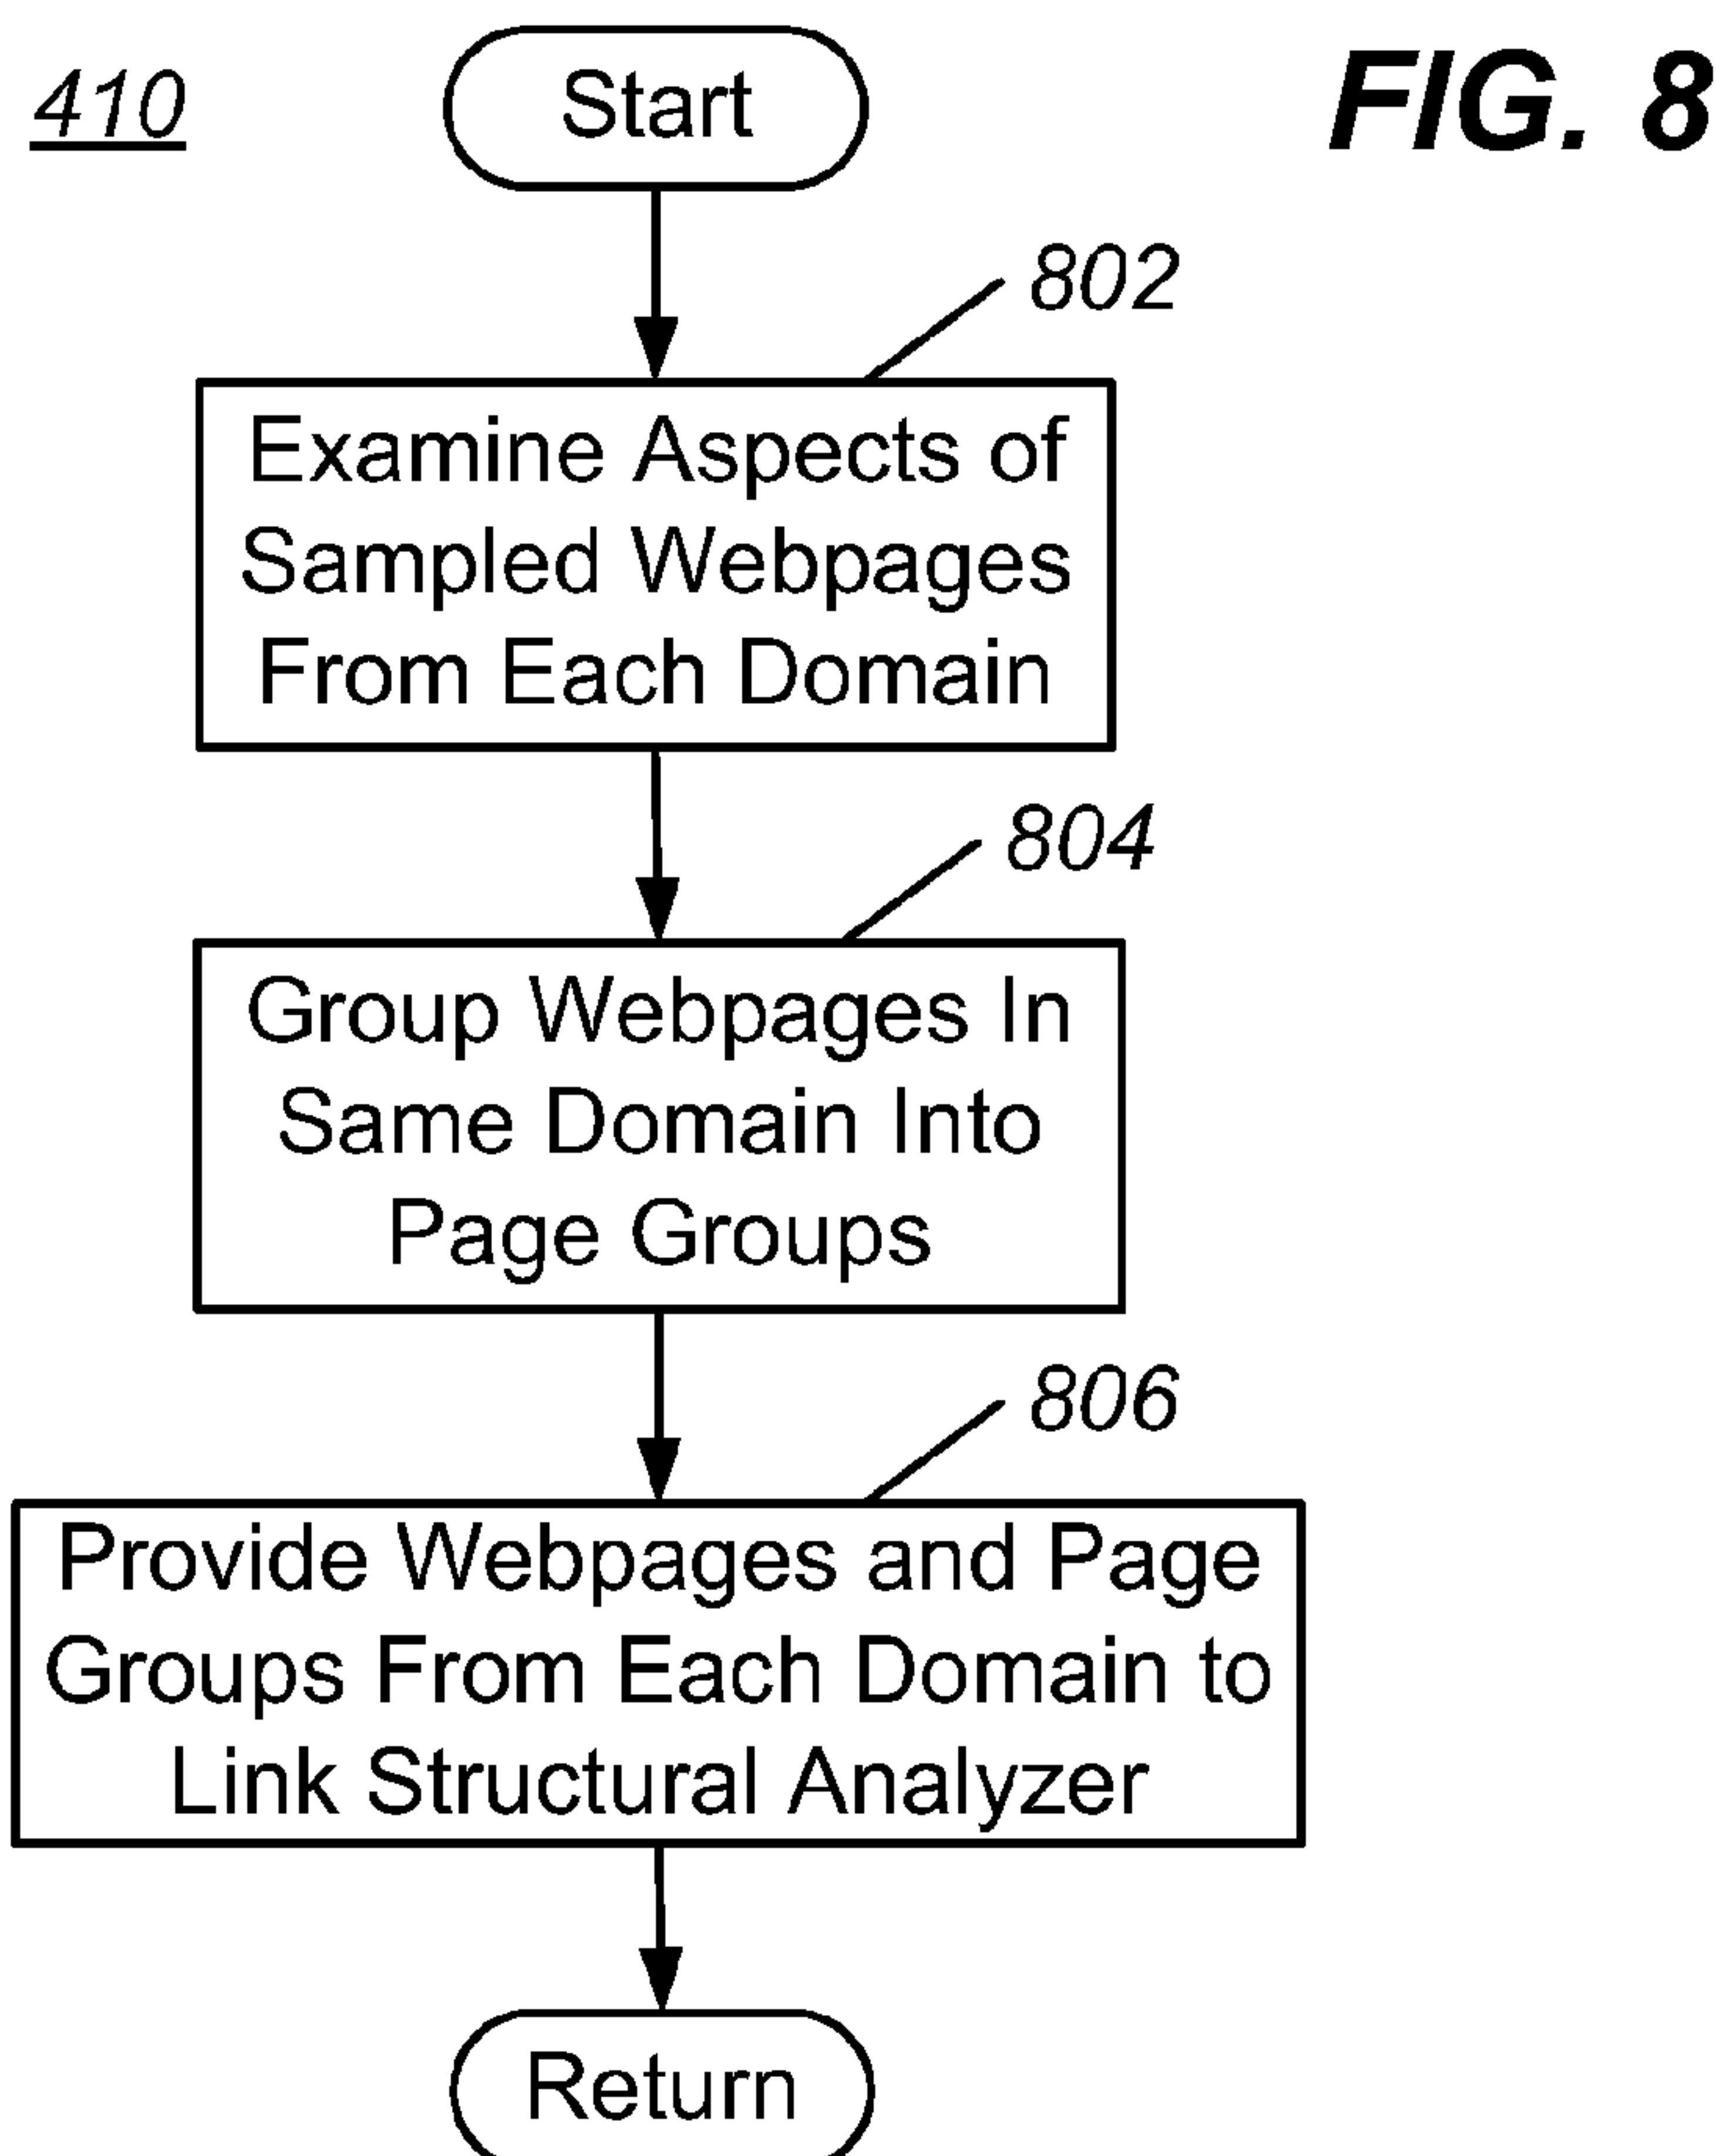 410
Start
FIG. 8
802
Examine Aspects of
Sampled Webpages
From Each Domain
804
Group Webpages In
Same Domain Into
Page Groups
806
Provide Webpages and Page
Groups From Each Domain to
Link Structural Analyzer
Return